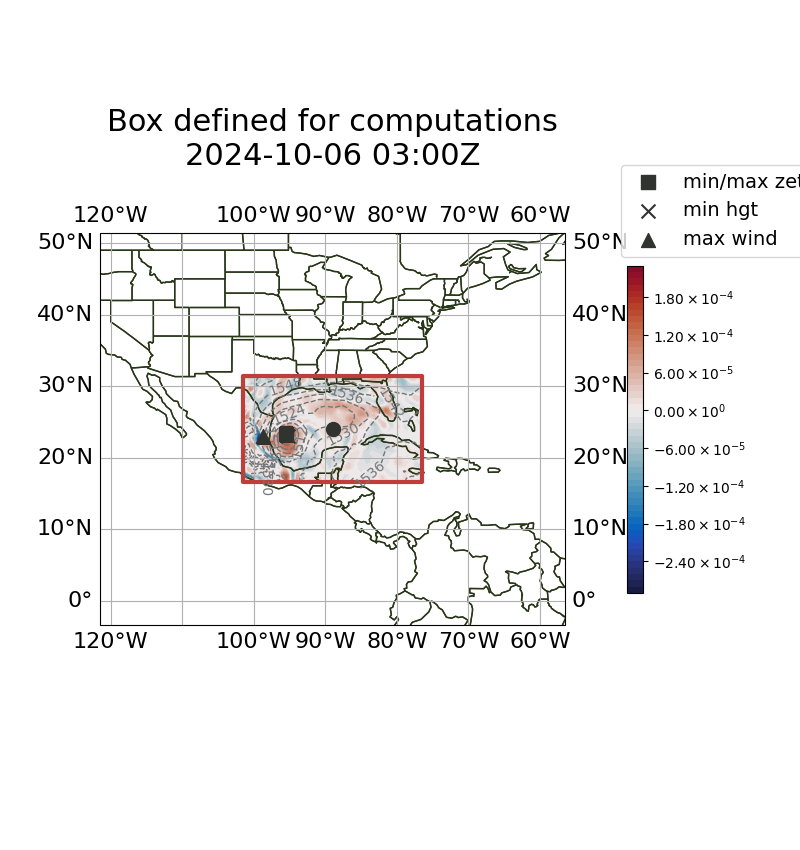 Box defined for computations
2024-10-06 03:00Z
min/max zet
min hgt
max wind
120°W 100°W 90°W 80°W 70°W 60°W
50°N 50°N
40°N 40°N
30°N 30°N
20°N 20°N
10°N 10°N
0° 0°
120°W 100°W 90°W 80°W 70°W 60°W
1.80 × 10⁻⁴
1.20 × 10⁻⁴
6.00 × 10⁻⁵
0.00 × 10⁰
−6.00 × 10⁻⁵
−1.20 × 10⁻⁴
−1.80 × 10⁻⁴
−2.40 × 10⁻⁴
1536
1524
1530
1536